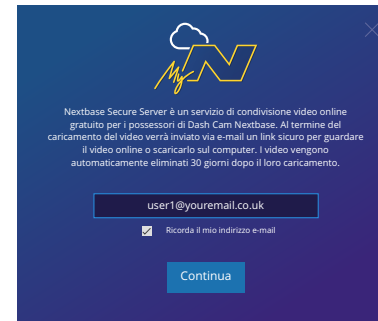 My N
Nextbase Secure Server è un servizio di condivisione video online
gratuito per i possessori di Dash Cam Nextbase. Al termine del
caricamento del video verrà inviato via e-mail un link sicuro per guardare
il video online o scaricarlo sul computer. I video vengono
automaticamente eliminati 30 giorni dopo il loro caricamento.
user1@youremail.co.uk
Ricorda il mio indirizzo e-mail
Continua